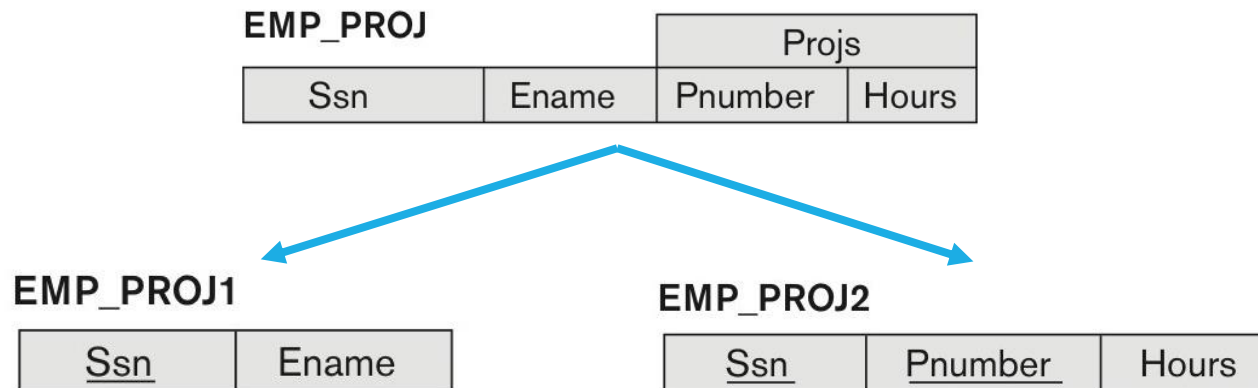 EMP_PROJ
Projs
Ssn Ename Pnumber Hours
EMP_PROJ1
Ssn Ename
EMP_PROJ2
Ssn Pnumber Hours